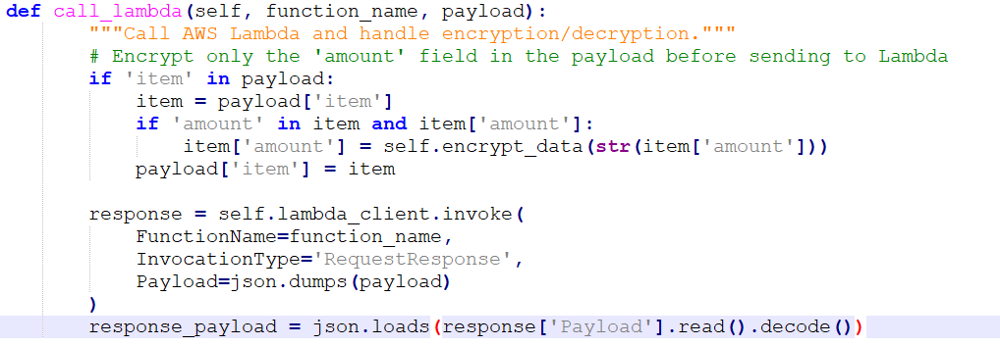 def call_lambda(self, function_name, payload):
"""Call AWS Lambda and handle encryption/decryption."""
# Encrypt only the 'amount' field in the payload before sending to Lambda
if 'item' in payload:
item = payload['item']
if 'amount' in item and item['amount']:
item['amount'] = self.encrypt_data(str(item['amount']))
payload['item'] = item
response = self.lambda_client.invoke(
FunctionName=function_name,
InvocationType='RequestResponse',
Payload=json.dumps(payload)
)
response_payload = json.loads(response['Payload'].read().decode())